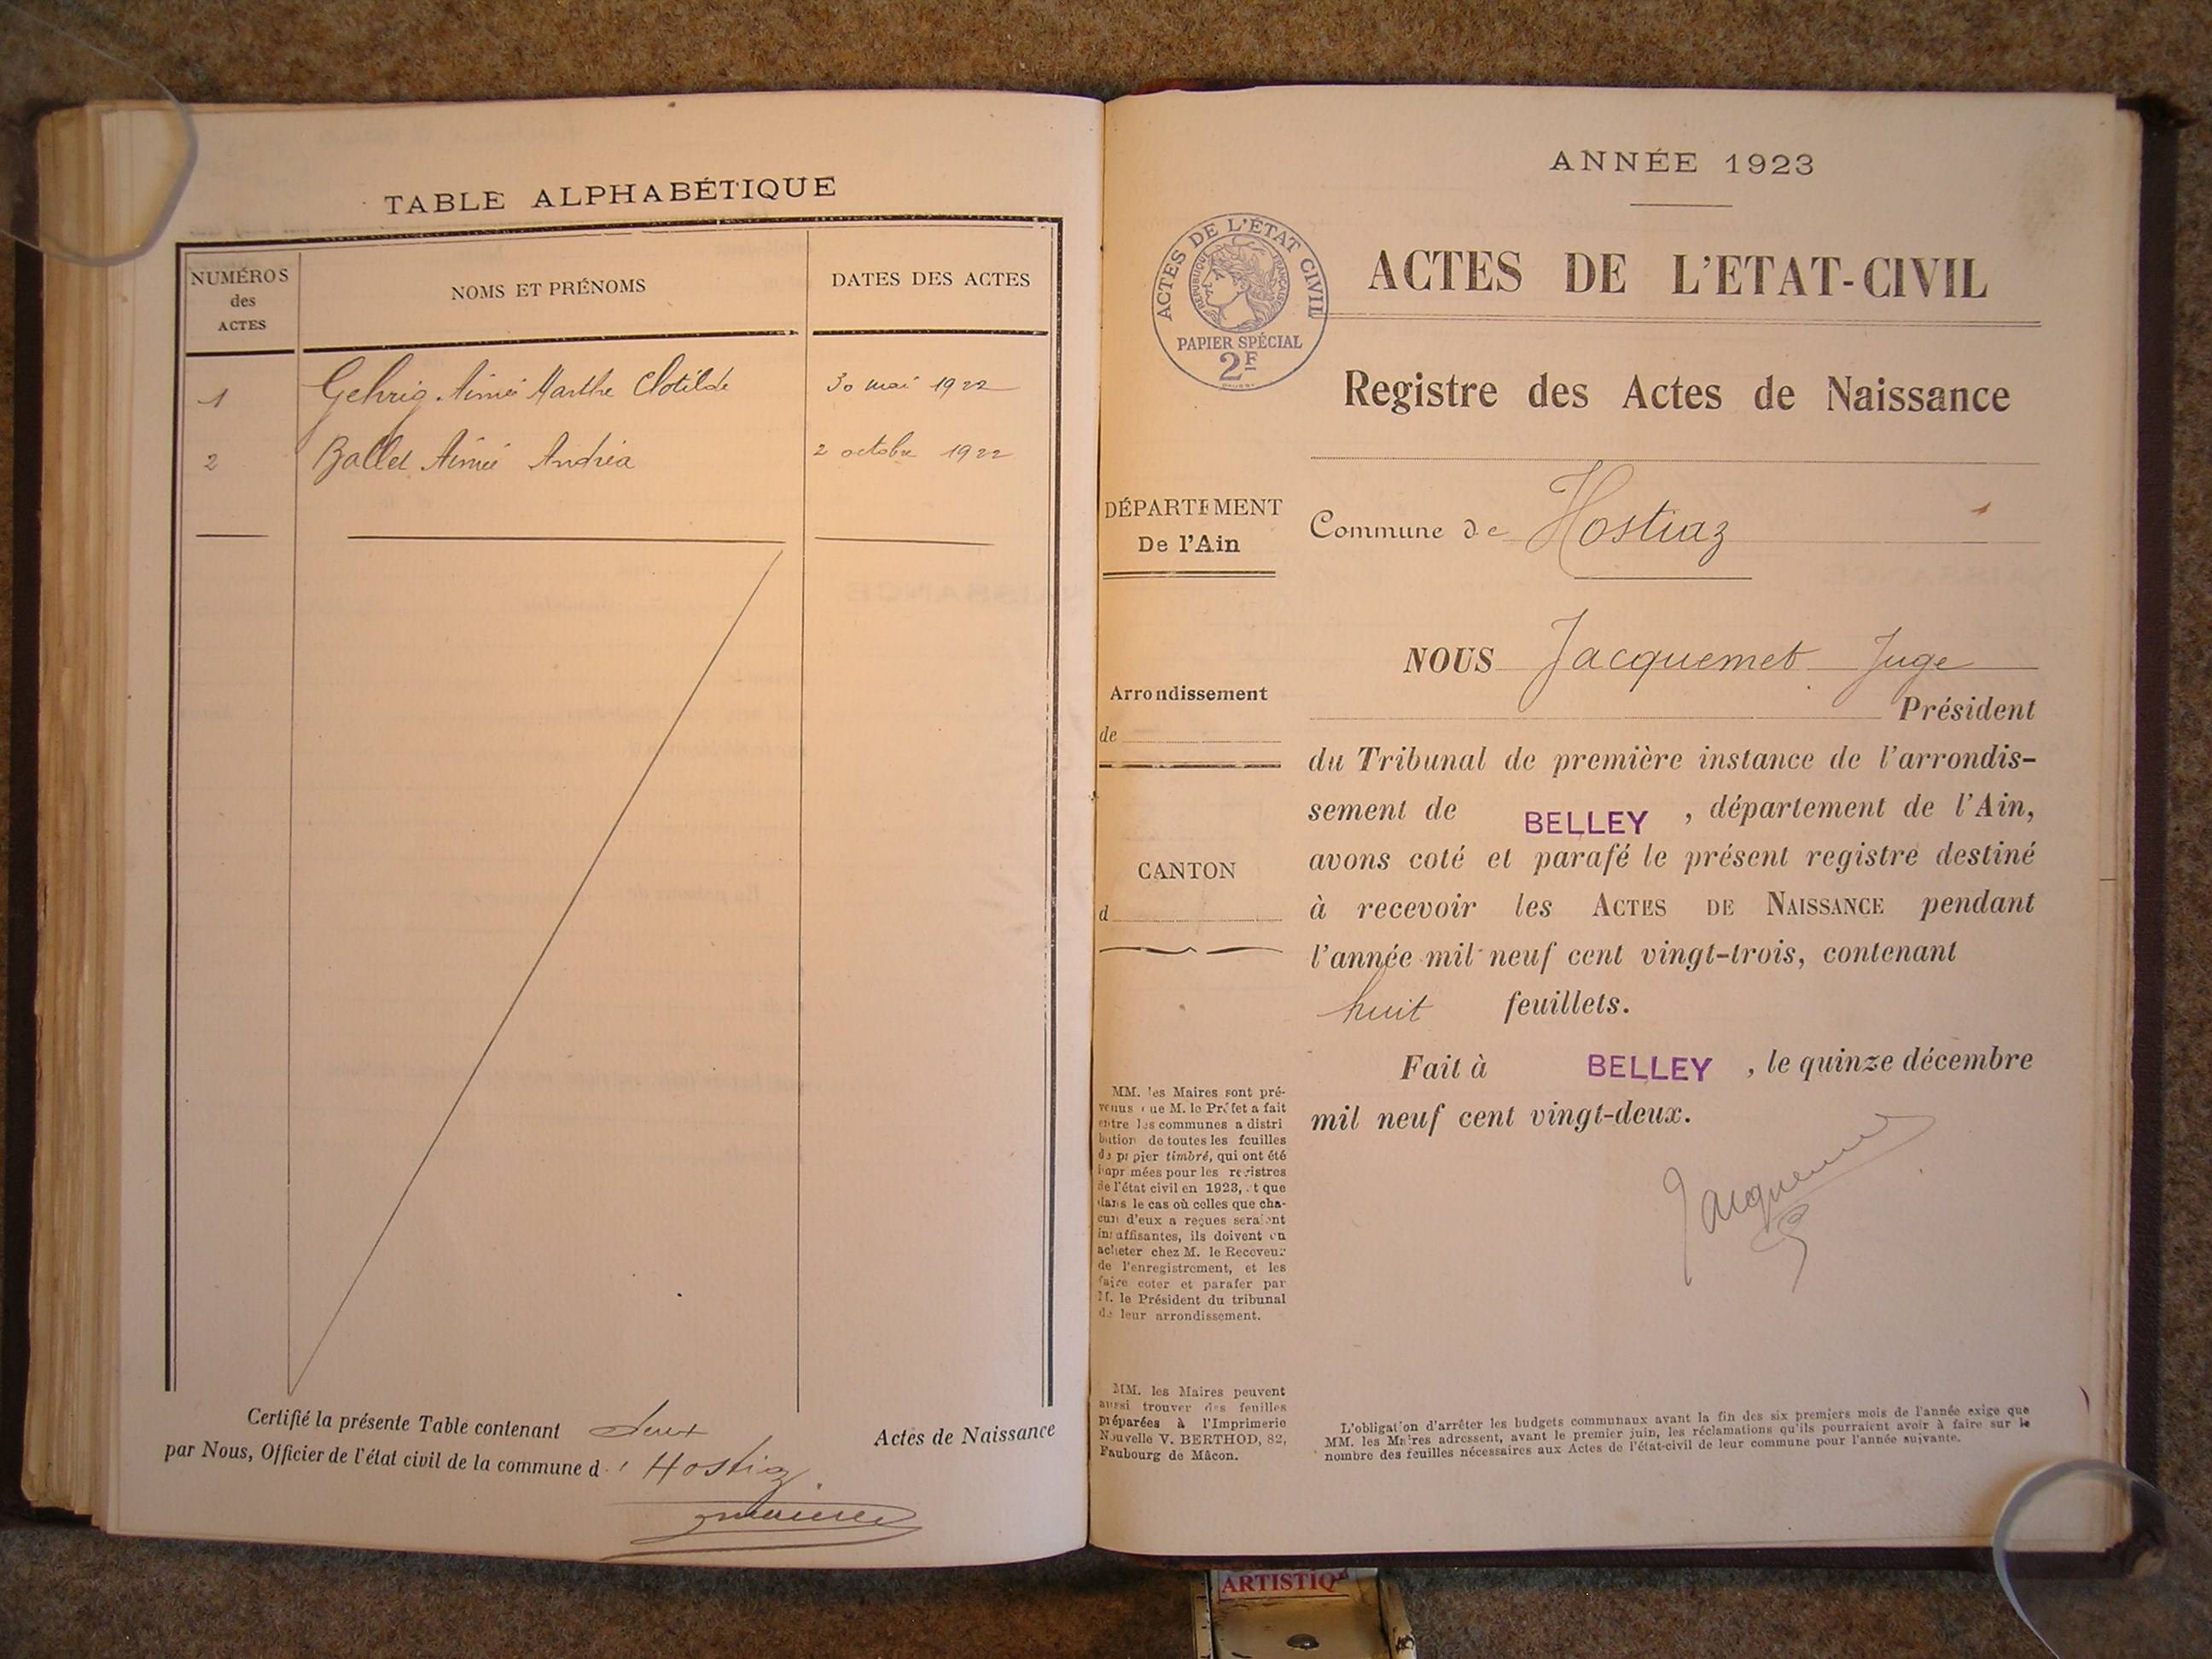 TABLE ALPHABÉTIQUE
NUMÉROS
des
ACTES
NOMS ET PRÉNOMS
DATES DES ACTES
1 Gehrig Aimée Marthe Clotilde 30 mai 1922
2 Ballet Aimée Andréa 2 octobre 1922
Certifié la présente Table contenant deux Actes de Naissance
par Nous, Officier de l'état civil de la commune d' Hostiaz
ANNÉE 1923
ACTES DE L'ÉTAT CIVIL
RÉPUBLIQUE FRANÇAISE
PAPIER SPÉCIAL
2F
ACTES DE L'ETAT-CIVIL
Registre des Actes de Naissance
DÉPARTEMENT
De l'Ain
Commune de Hostiaz
Arrondissement
de
CANTON
d
NOUS Jacquemet Juge
Président
du Tribunal de première instance de l'arrondis-
sement de BELLEY, département de l'Ain,
avons coté et parafé le présent registre destiné
à recevoir les ACTES DE NAISSANCE pendant
l'année mil neuf cent vingt-trois, contenant
huit feuillets.
Fait à BELLEY, le quinze décembre
mil neuf cent vingt-deux.
Jacquemet
MM. les Maires sont pré-
venus que M. le Préfet a fait
entre les communes a distri
bution de toutes les feuilles
de papier timbré, qui ont été
imprimées pour les registres
de l'état civil en 1923, et que
dans le cas où celles que cha-
cun d'eux a reçues seraient
insuffisantes, ils doivent en
acheter chez M. le Receveur
de l'enregistrement, et les
faire coter et parafer par
M. le Président du tribunal
de leur arrondissement.
MM. les Maires peuvent
aussi trouver des feuilles
préparées à l'Imprimerie
Nouvelle V. BERTHOD, 82,
Faubourg de Mâcon.
L'obligation d'arrêter les budgets communaux avant la fin des six premiers mois de l'année exige que
MM. les Maires adressent, avant le premier juin, les réclamations qu'ils pourraient avoir à faire sur le
nombre des feuilles nécessaires aux Actes de l'état-civil de leur commune pour l'année suivante.
ARTISTIQ